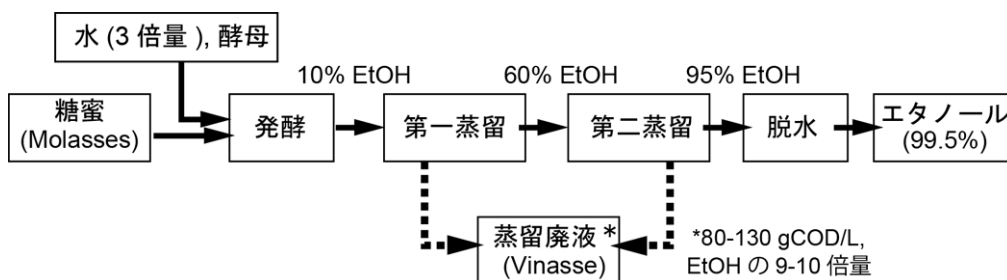 水 (3 倍量 ), 酵母
10% EtOH
60% EtOH
95% EtOH
糖蜜
(Molasses)
発酵
第一蒸留
第二蒸留
脱水
エタノール
(99.5%)
蒸留廃液 *
(Vinasse)
*80-130 gCOD/L,
EtOH の 9-10 倍量